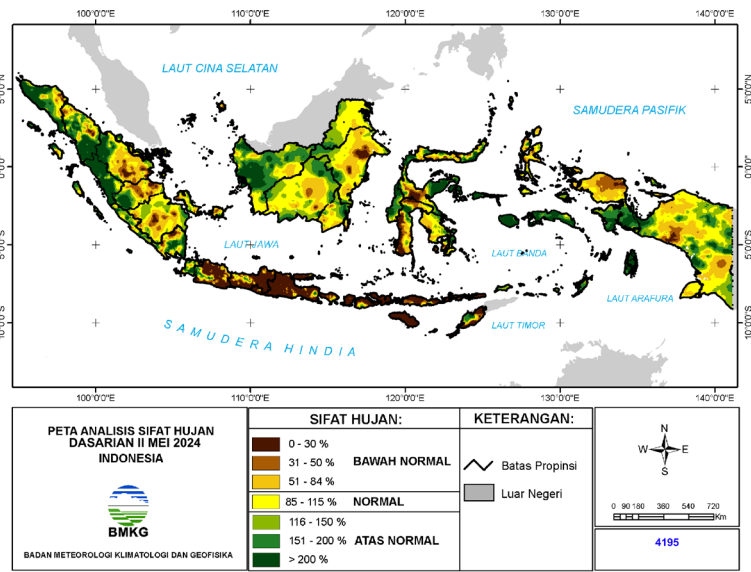 100°0'0"E 110°0'0"E 120°0'0"E 130°0'0"E 140°0'0"E
LAUT CINA SELATAN
SAMUDERA PASIFIK
5°0'0"N 5°0'0"N
0°0'0" 0°0'0"
LAUT JAWA
LAUT BANDA
5°0'0"S 5°0'0"S
LAUT ARAFURA
SAMUDERA HINDIA
LAUT TIMOR
10°0'0"S 10°0'0"S
100°0'0"E 110°0'0"E 120°0'0"E 130°0'0"E 140°0'0"E
PETA ANALISIS SIFAT HUJAN
DASARIAN II MEI 2024
INDONESIA
BMKG
BADAN METEOROLOGI KLIMATOLOGI DAN GEOFISIKA
SIFAT HUJAN:
0 - 30 %
31 - 50 % BAWAH NORMAL
51 - 84 %
85 - 115 % NORMAL
116 - 150 %
151 - 200 % ATAS NORMAL
> 200 %
KETERANGAN:
Batas Propinsi
Luar Negeri
N
W E
S
0 90 180 360 540 720
Km
4195